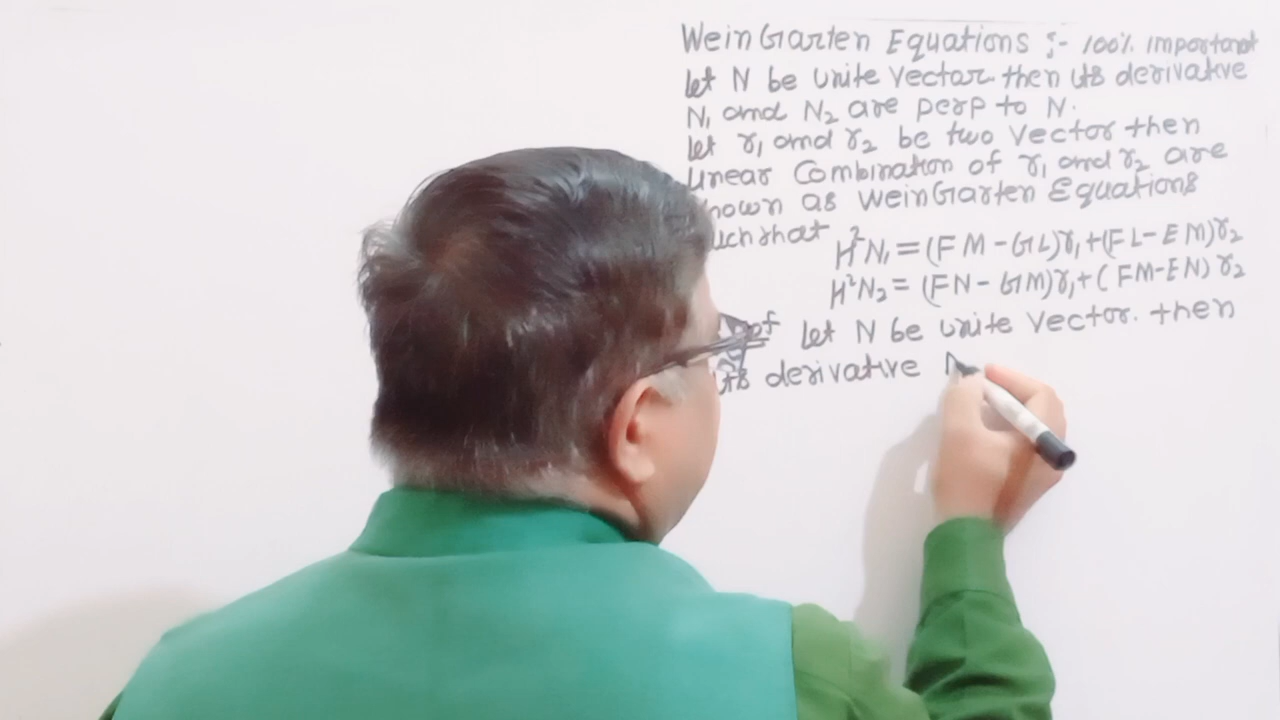 WeinGarten Equations :- 100% important
let N be unite Vector. then its derivative
N₁ and N₂ are perp to N.
let r₁ and r₂ be two Vector then
linear Combination of r₁ and r₂ are
nown as WeinGarten Equations
uch that H²N₁ = (FM - GL)r₁ + (FL - EM)r₂
H²N₂ = (FN - GM)r₁ + (FM-EN) r₂
of let N be unite Vector. then
its derivative N